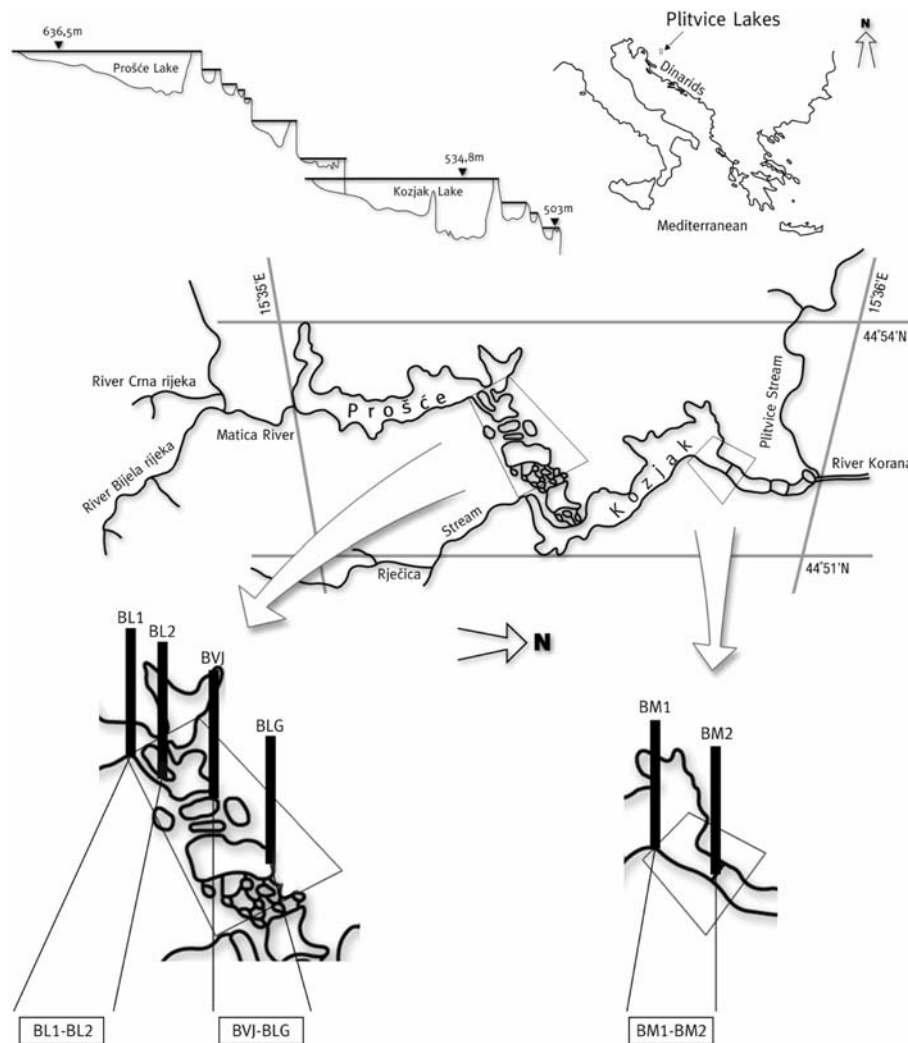 636,5m
Prošće Lake
534,8m
Kozjak Lake
503m
Plitvice Lakes
N
Dinarids
Mediterranean
15°35'E
15°36'E
44°54'N
River Crna rijeka
Prošće
Matica River
River Bijela rijeka
Plitvice Stream
River Korana
Kozjak
Stream
Rječica
44°51'N
N
BL1
BL2
BVJ
BLG
BM1
BM2
BL1-BL2
BVJ-BLG
BM1-BM2